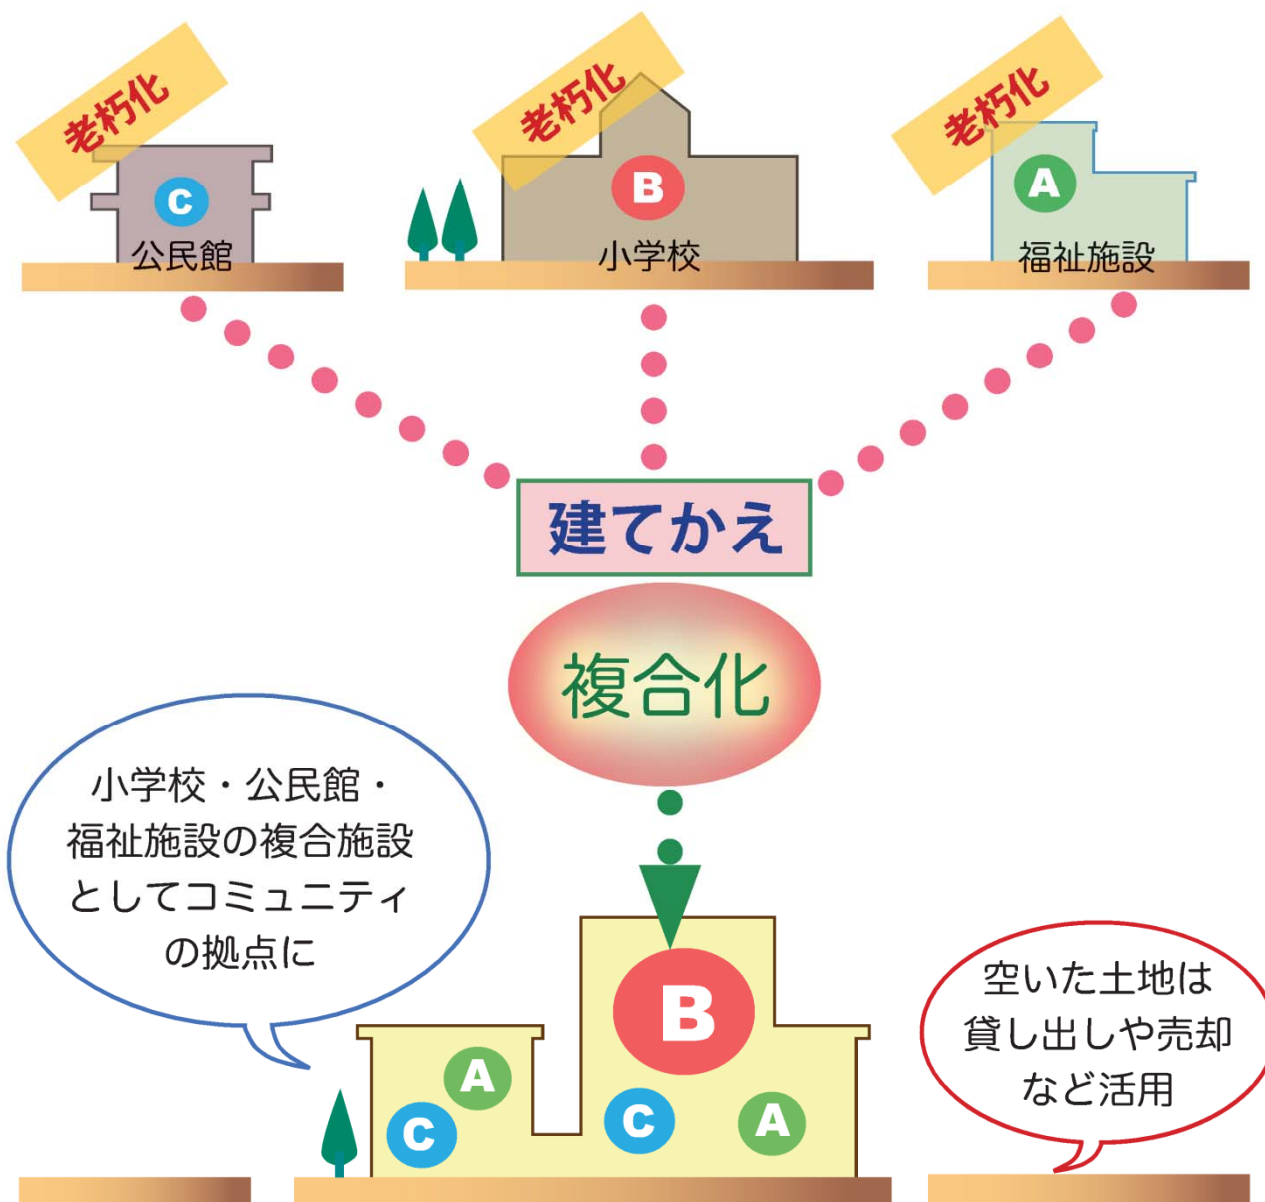 老朽化
C
公民館
老朽化
B
小学校
老朽化
A
福祉施設
建てかえ
複合化
小学校・公民館・
福祉施設の複合施設
としてコミュニティ
の拠点に
B
A
C
C
A
空いた土地は
貸し出しや売却
など活用